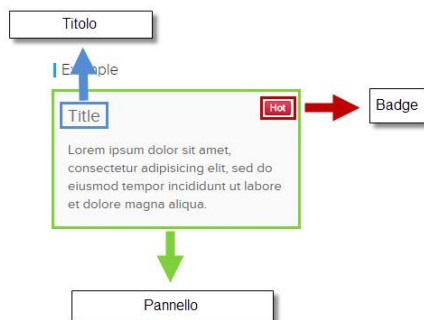 Titolo
Example
Title
Hot
Badge
Lorem ipsum dolor sit amet,
consectetur adipisicing elit, sed do
eiusmod tempor incididunt ut labore
et dolore magna aliqua.
Pannello